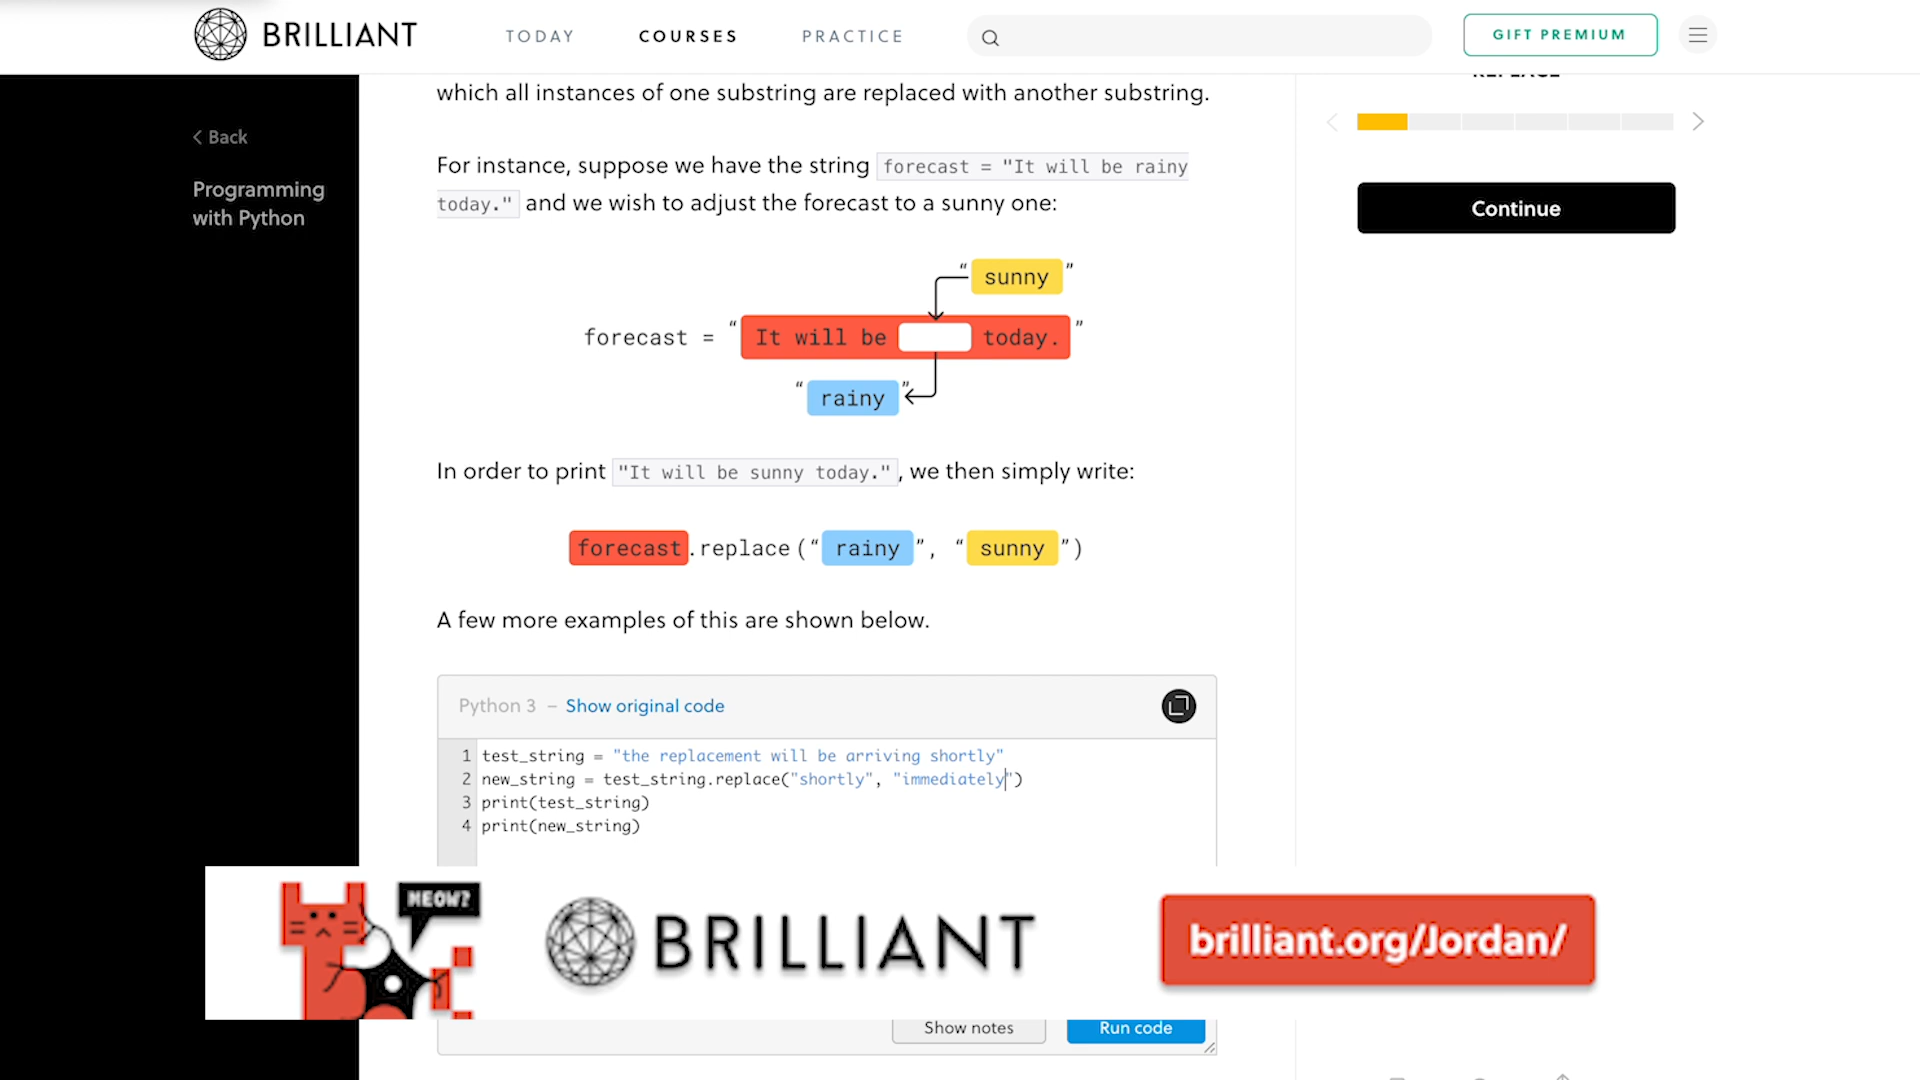 BRILLIANT
TODAY
COURSES
PRACTICE
GIFT PREMIUM
Back
Programming
with Python
which all instances of one substring are replaced with another substring.
For instance, suppose we have the string forecast = "It will be rainy
today." and we wish to adjust the forecast to a sunny one:
“ sunny ”
forecast = “ It will be today. ”
“ rainy ”
In order to print "It will be sunny today.", we then simply write:
forecast.replace(“ rainy ”, “ sunny ”)
A few more examples of this are shown below.
Python 3 – Show original code
1 test_string = "the replacement will be arriving shortly"
2 new_string = test_string.replace("shortly", "immediately")
3 print(test_string)
4 print(new_string)
REPLACE
Continue
MEOW?
BRILLIANT
brilliant.org/Jordan/
Show notes
Run code